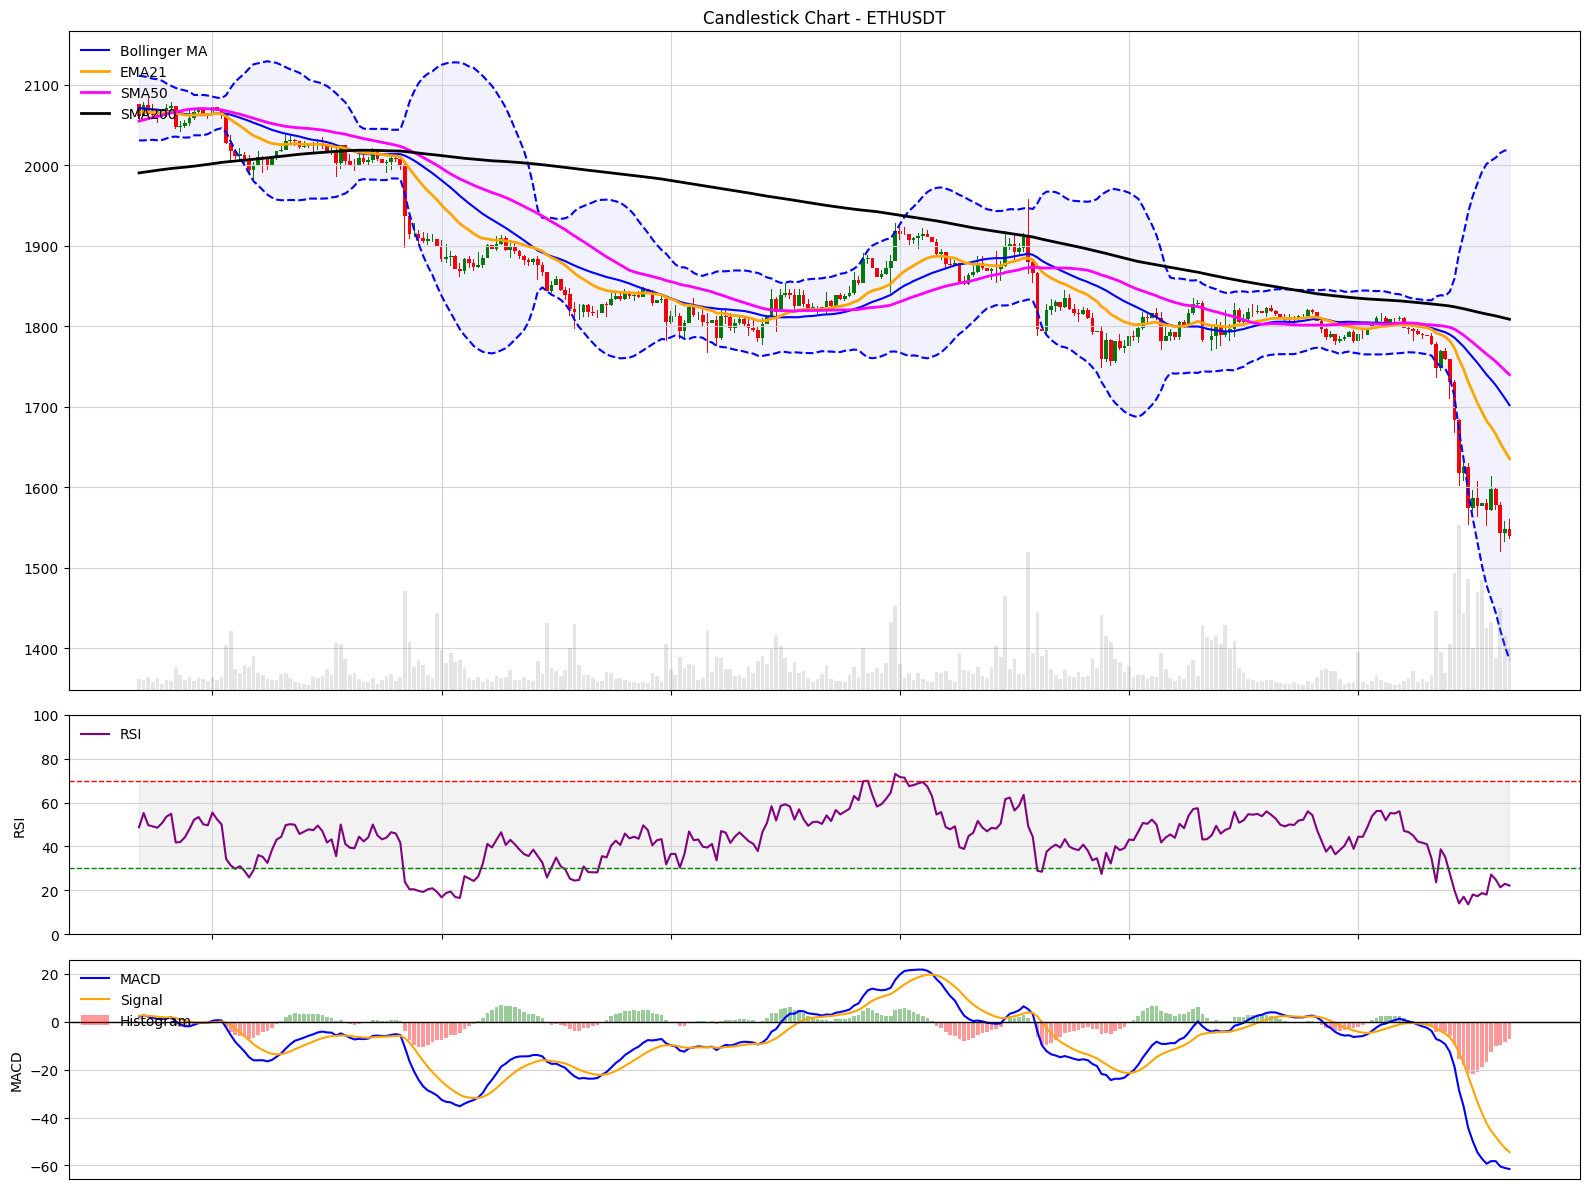 Candlestick Chart - ETHUSDT
Bollinger MA
EMA21
SMA50
SMA200
2100
2000
1900
1800
1700
1600
1500
1400
RSI
100
80
60
40
20
0
RSI
MACD
Signal
Histogram
20
0
−20
−40
−60
MACD